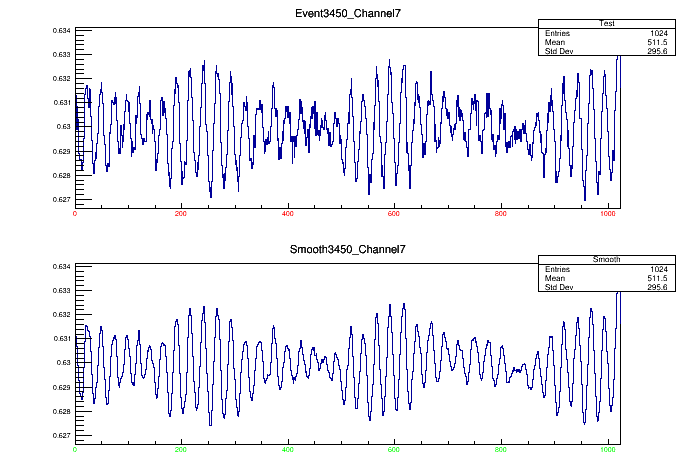 Event3450_Channel7
Test
Entries 1024
Mean 511.5
Std Dev 295.6
0.634
0.633
0.632
0.631
0.63
0.629
0.628
0.627
0 200 400 600 800 1000
Smooth3450_Channel7
Smooth
Entries 1024
Mean 511.5
Std Dev 295.6
0.634
0.633
0.632
0.631
0.63
0.629
0.628
0.627
0 200 400 600 800 1000